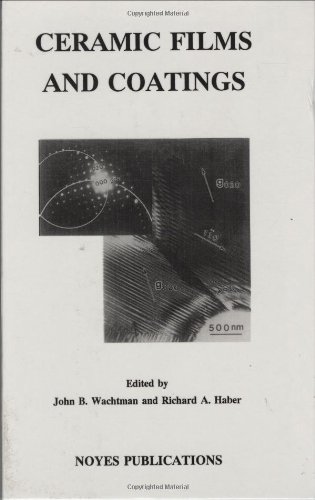 CERAMIC FILMS
AND COATINGS
500nm
Edited by
John B. Wachtman and Richard A. Haber
NOYES PUBLICATIONS